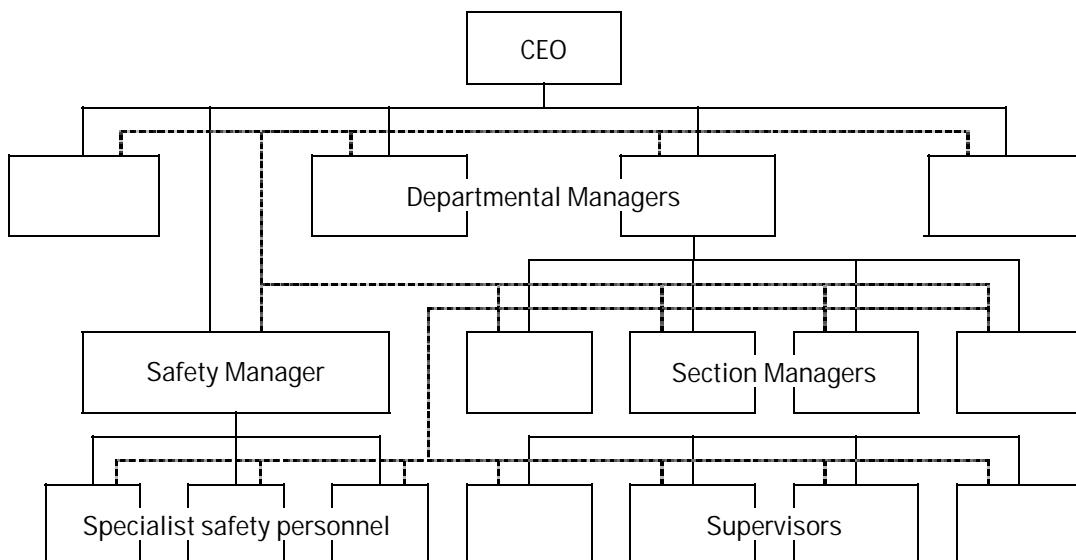 CEO
Departmental Managers
Safety Manager
Section Managers
Specialist safety personnel
Supervisors